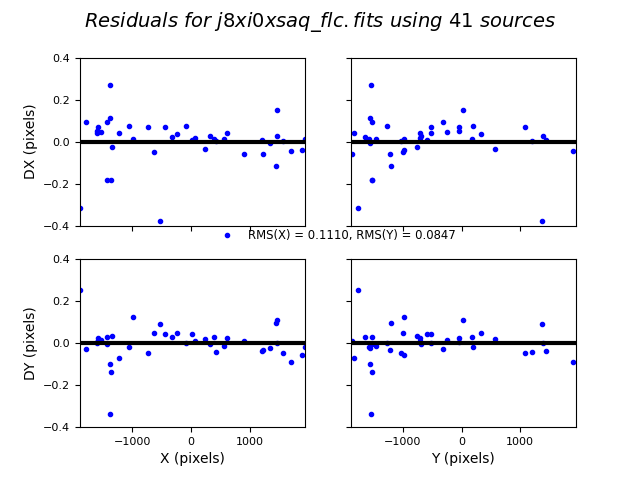 Residuals for j8xi0xsaq_flc.fits using 41 sources
0.4
0.2
0.0
−0.2
−0.4
DX (pixels)
RMS(X) = 0.1110, RMS(Y) = 0.0847
0.4
0.2
0.0
−0.2
−0.4
DY (pixels)
−1000 0 1000
X (pixels)
−1000 0 1000
Y (pixels)